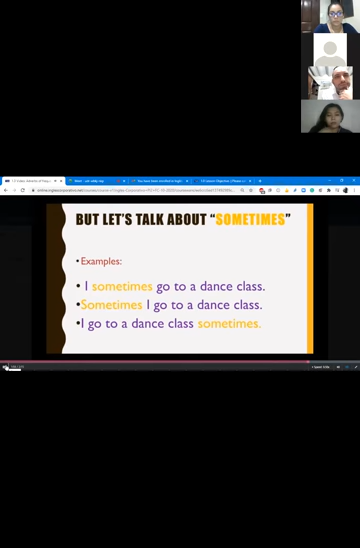 BUT LET'S TALK ABOUT "SOMETIMES"
• Examples:
• I sometimes go to a dance class.
•Sometimes I go to a dance class.
•I go to a dance class sometimes.